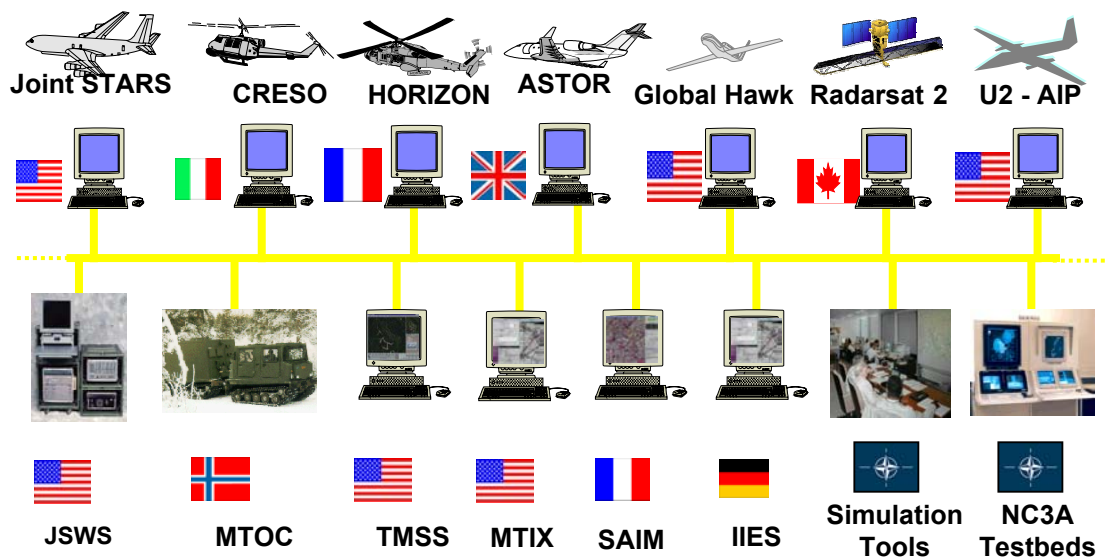 Joint STARS
CRESO
HORIZON
ASTOR
Global Hawk
Radarsat 2
U2 - AIP
JSWS
MTOC
TMSS
MTIX
SAIM
IIES
Simulation
Tools
NC3A
Testbeds